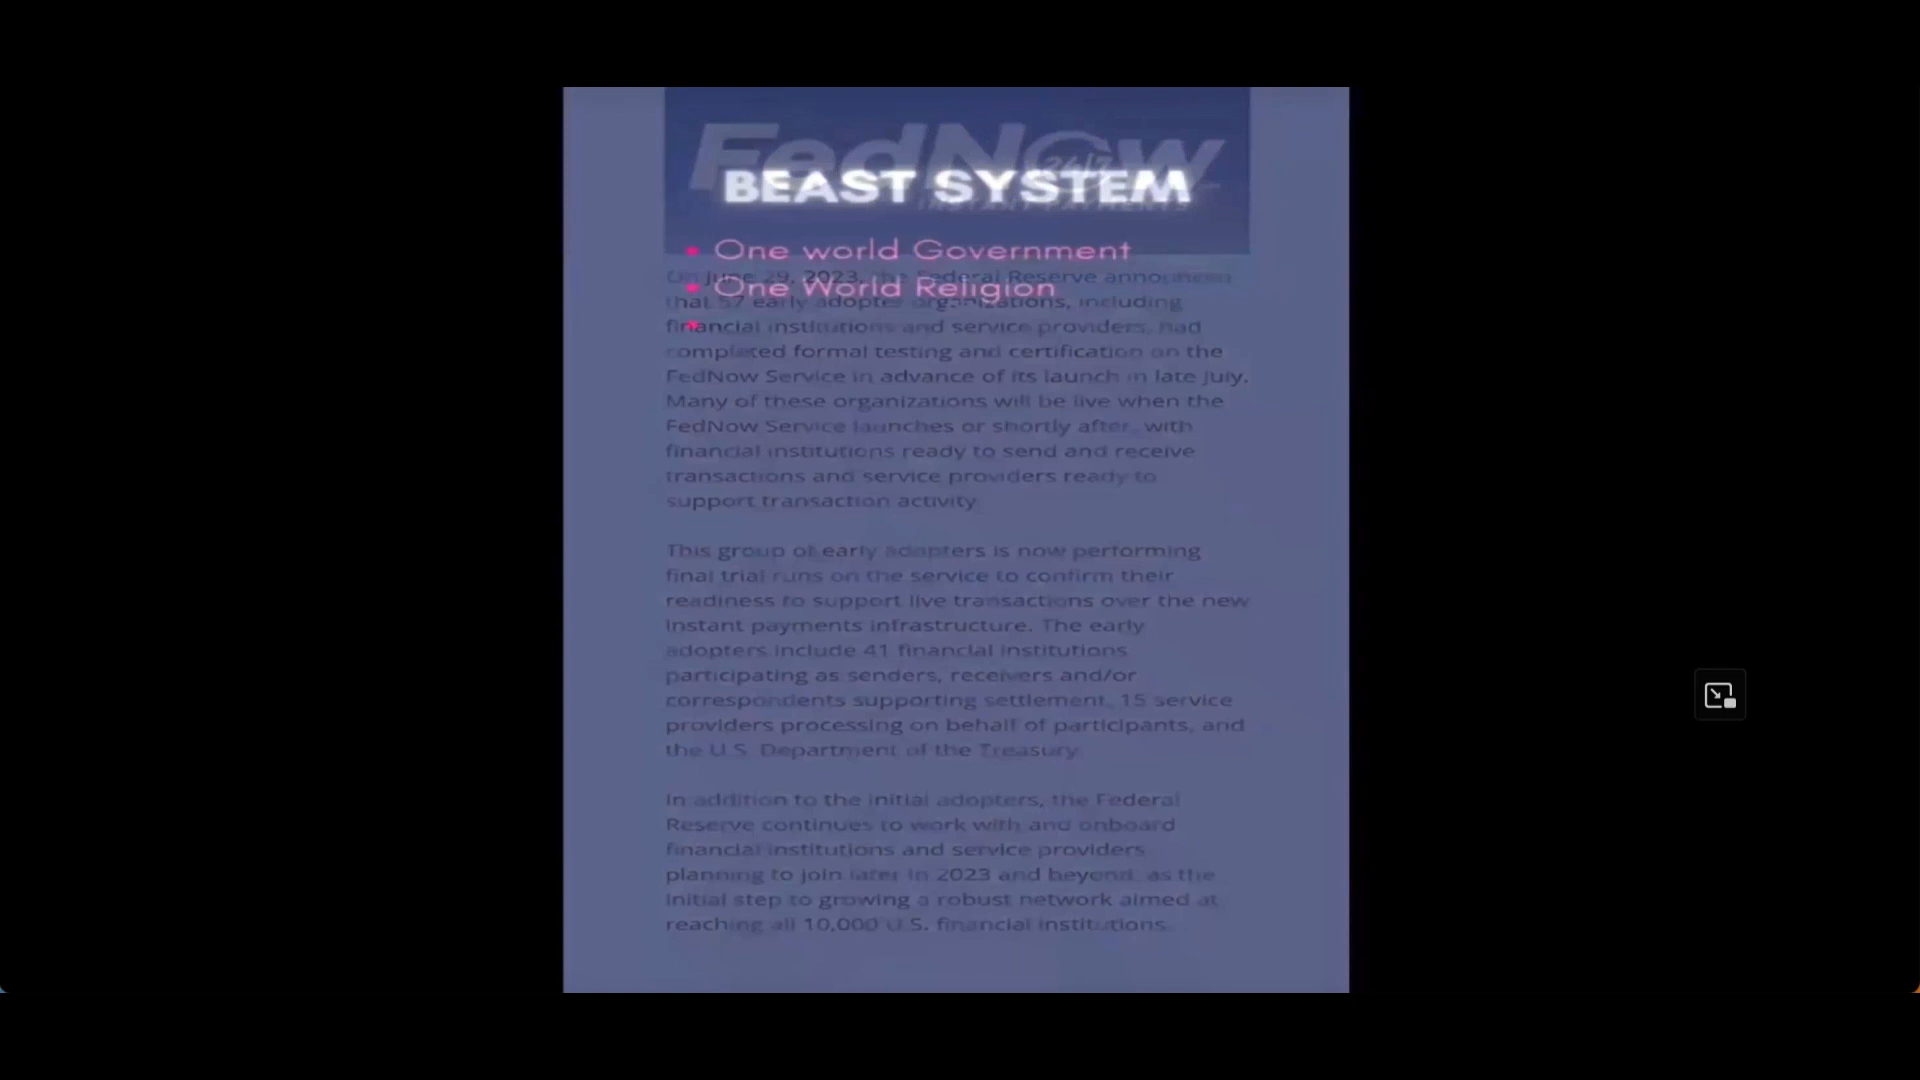 FedNow
24/7
BEAST SYSTEM
INSTANT PAYMENTS
One world Government
On June 29, 2023, the Federal Reserve announced
One World Religion
that 57 early adopter organizations, including
financial institutions and service providers, had
completed formal testing and certification on the
FedNow Service in advance of its launch in late July.
Many of these organizations will be live when the
FedNow Service launches or shortly after, with
financial institutions ready to send and receive
transactions and service providers ready to
support transaction activity.
This group of early adopters is now performing
final trial runs on the service to confirm their
readiness to support live transactions over the new
instant payments infrastructure. The early
adopters include 41 financial institutions
participating as senders, receivers and/or
correspondents supporting settlement, 15 service
providers processing on behalf of participants, and
the U.S. Department of the Treasury.
In addition to the initial adopters, the Federal
Reserve continues to work with and onboard
financial institutions and service providers
planning to join later in 2023 and beyond, as the
initial step to growing a robust network aimed at
reaching all 10,000 U.S. financial institutions.